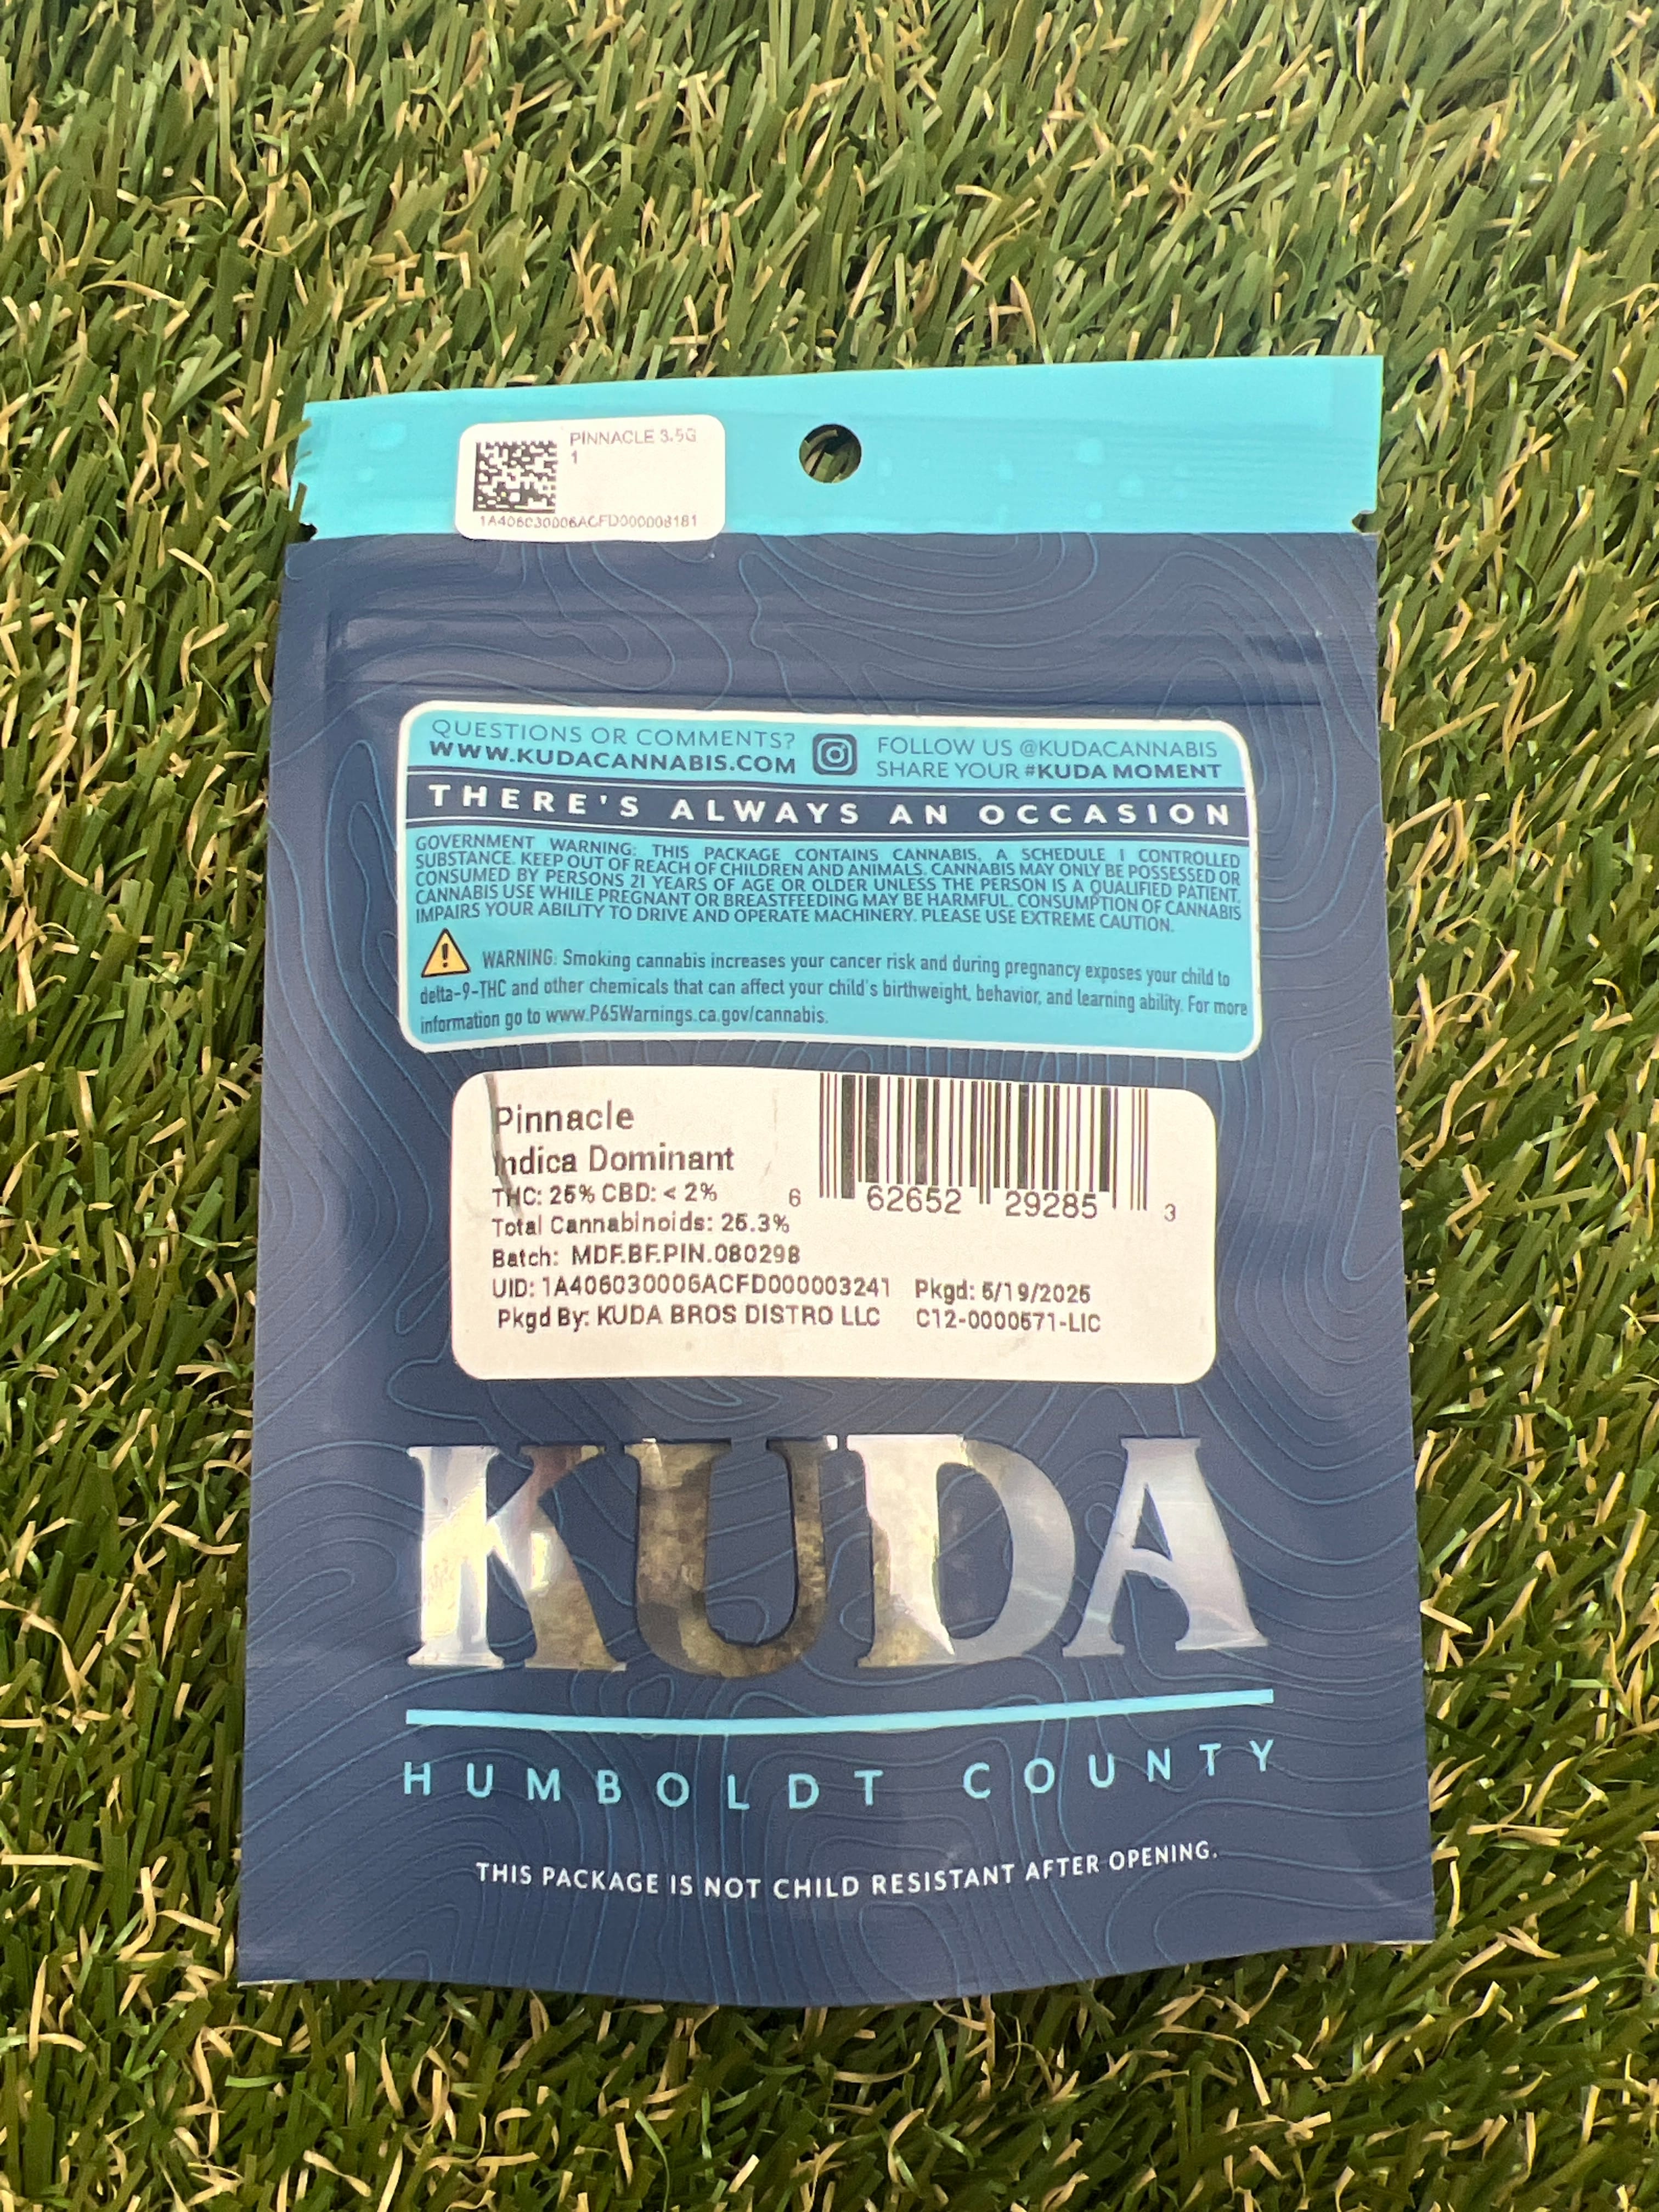 PINNACLE 3.5G
1
1A406030006ACFD000008181
QUESTIONS OR COMMENTS?
WWW.KUDACANNABIS.COM
FOLLOW US @KUDACANNABIS
SHARE YOUR #KUDA MOMENT
THERE'S ALWAYS AN OCCASION
GOVERNMENT WARNING: THIS PACKAGE CONTAINS CANNABIS, A SCHEDULE I CONTROLLED
SUBSTANCE. KEEP OUT OF REACH OF CHILDREN AND ANIMALS. CANNABIS MAY ONLY BE POSSESSED OR
CONSUMED BY PERSONS 21 YEARS OF AGE OR OLDER UNLESS THE PERSON IS A QUALIFIED PATIENT.
CANNABIS USE WHILE PREGNANT OR BREASTFEEDING MAY BE HARMFUL. CONSUMPTION OF CANNABIS
IMPAIRS YOUR ABILITY TO DRIVE AND OPERATE MACHINERY. PLEASE USE EXTREME CAUTION.
WARNING: Smoking cannabis increases your cancer risk and during pregnancy exposes your child to
delta-9-THC and other chemicals that can affect your child's birthweight, behavior, and learning ability. For more
information go to www.P65Warnings.ca.gov/cannabis.
Pinnacle
Indica Dominant
THC: 25% CBD: < 2%
6 62652 29285 3
Total Cannabinoids: 25.3%
Batch: MDF.BF.PIN.080298
UID: 1A406030006ACFD000003241 Pkgd: 5/19/2025
Pkgd By: KUDA BROS DISTRO LLC C12-0000571-LIC
KUDA
HUMBOLDT COUNTY
THIS PACKAGE IS NOT CHILD RESISTANT AFTER OPENING.